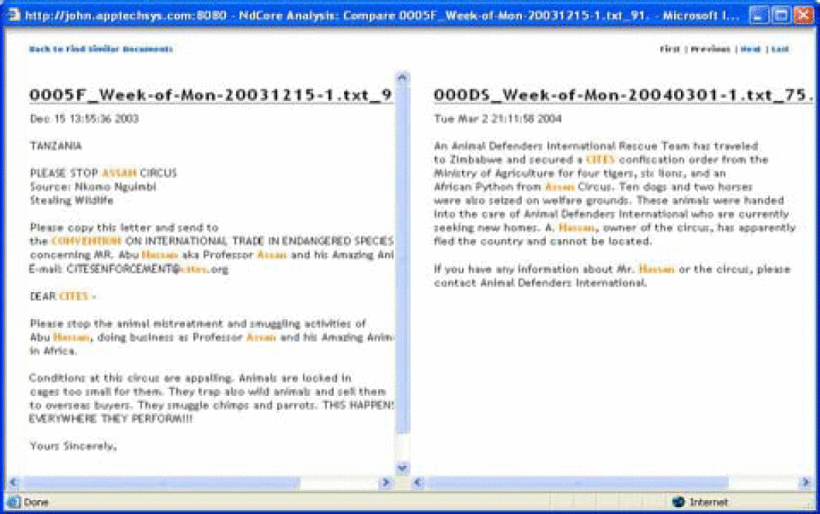 http://john.apptechsys.com:8080 - NdCore Analysis: Compare 0005F_Week-of-Mon-20031215-1.txt_91. - Microsoft I...
Back to Find Similar Documents
First | Previous | Next | Last
0005F_Week-of-Mon-20031215-1.txt_9
Dec 15 13:55:36 2003
TANZANIA
PLEASE STOP ASSAN CIRCUS
Source: Nkomo Nguimbi
Stealing Wildlife
Please copy this letter and send to
the CONVENTION ON INTERNATIONAL TRADE IN ENDANGERED SPECIES
concerning MR. Abu Hassan aka Professor Assan and his Amazing Ani
E-mail: CITESENFORCEMENT@cites.org
DEAR CITES -
Please stop the animal mistreatment and smuggling activities of
Abu Hassan, doing business as Professor Assan and his Amazing Anim
in Africa.
Conditions at this circus are appalling. Animals are locked in
cages too small for them. They trap also wild animals and sell them
to overseas buyers. They smuggle chimps and parrots. THIS HAPPENS
EVERYWHERE THEY PERFORM!!!
Yours Sincerely,
000DS_Week-of-Mon-20040301-1.txt_75.
Tue Mar 2 21:11:58 2004
An Animal Defenders International Rescue Team has traveled
to Zimbabwe and secured a CITES confiscation order from the
Ministry of Agriculture for four tigers, six lions, and an
African Python from Assan Circus. Ten dogs and two horses
were also seized on welfare grounds. These animals were handed
into the care of Animal Defenders International who are currently
seeking new homes. A. Hassan, owner of the circus, has apparently
fled the country and cannot be located.
If you have any information about Mr. Hassan or the circus, please
contact Animal Defenders International.
Done
Internet